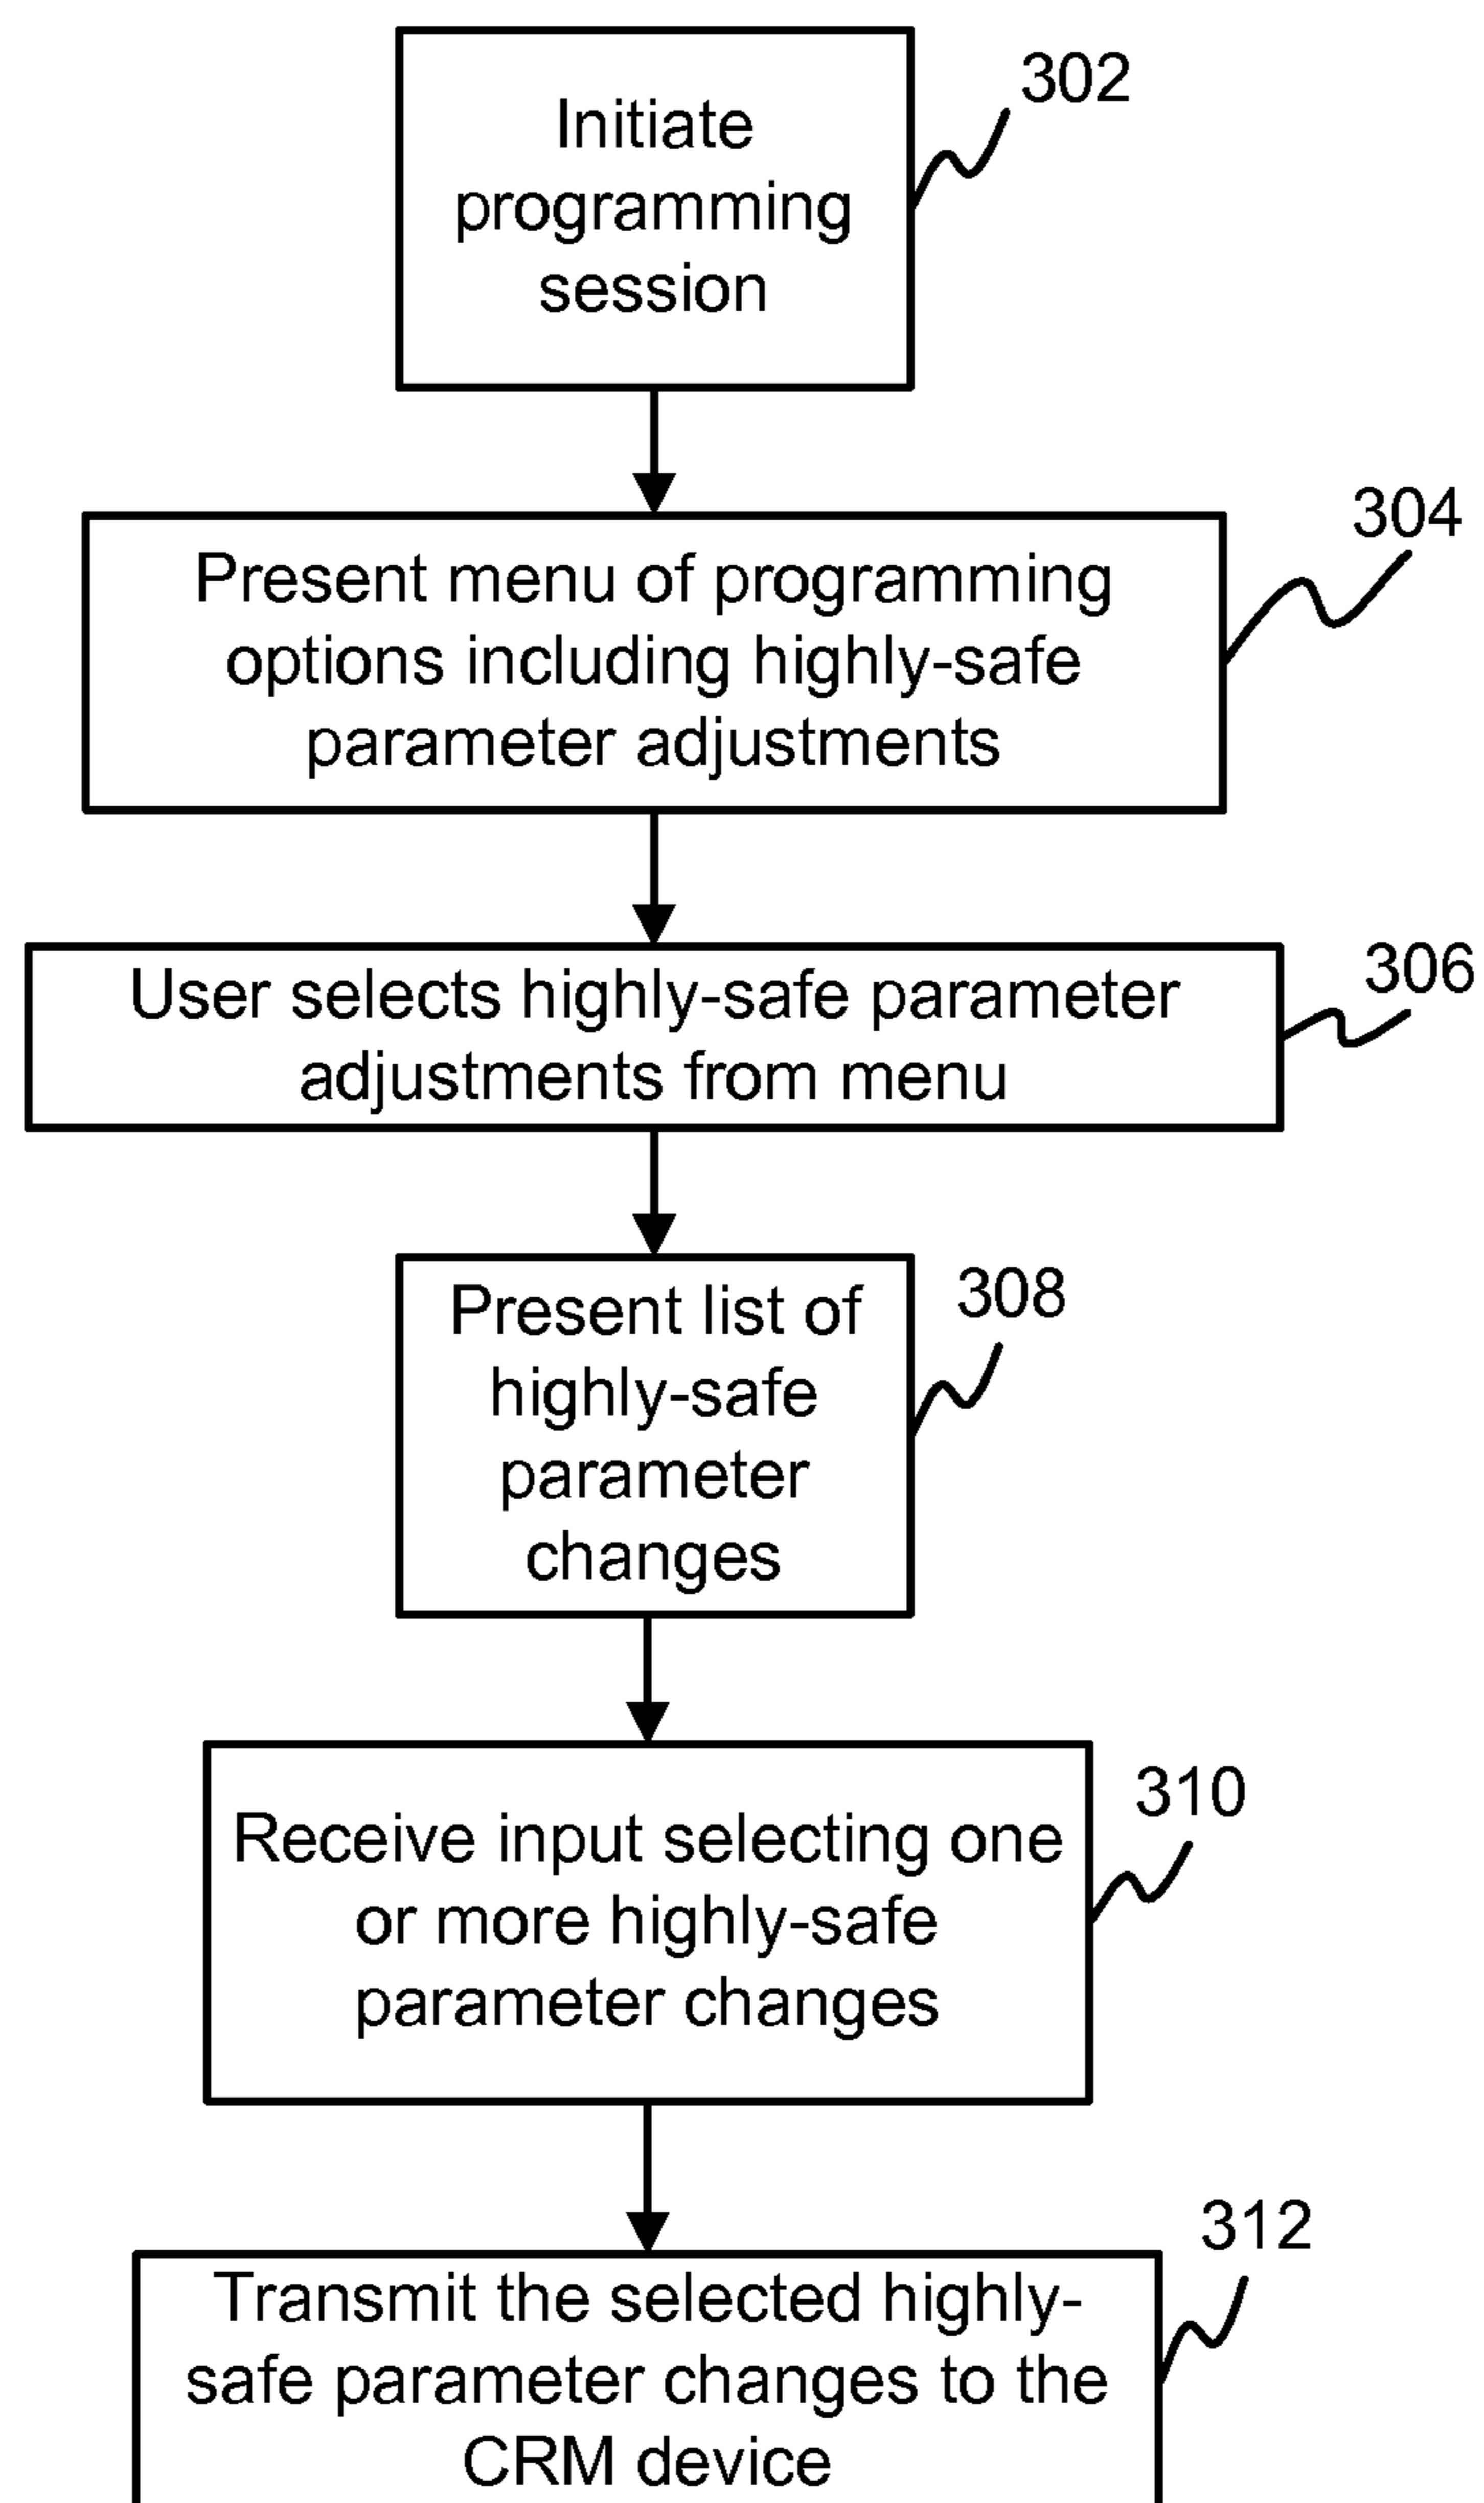 Initiate
programming
session
302
Present menu of programming
options including highly-safe
parameter adjustments
304
User selects highly-safe parameter
adjustments from menu
306
Present list of
highly-safe
parameter
changes
308
Receive input selecting one
or more highly-safe
parameter changes
310
Transmit the selected highly-
safe parameter changes to the
CRM device
312